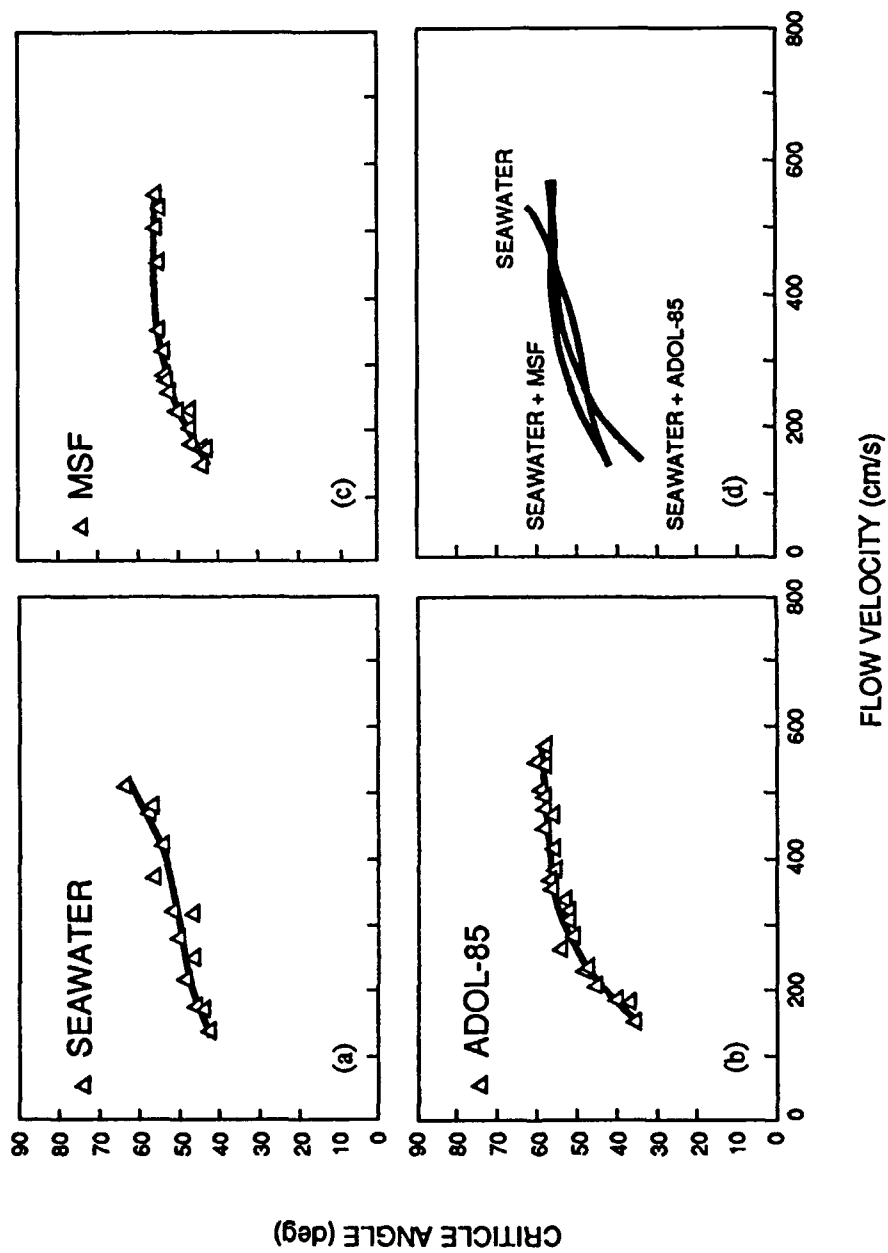 CRITICLE ANGLE (deg)
90
80
70
60
50
40
30
20
10
0
△ SEAWATER
(a)
△ MSF
(c)
90
80
70
60
50
40
30
20
10
0
△ ADOL-85
(b)
0
200
400
600
800
SEAWATER
SEAWATER + MSF
SEAWATER + ADOL-85
(d)
0
200
400
600
800
FLOW VELOCITY (cm/s)